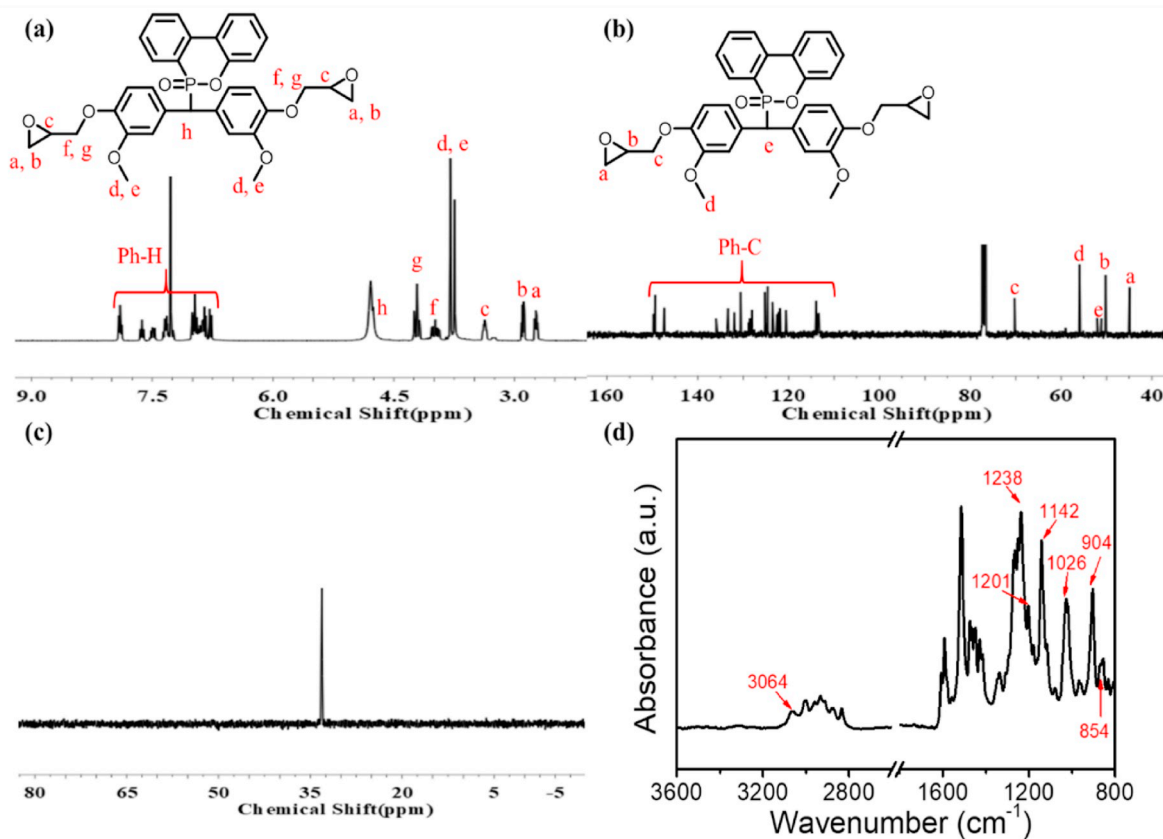 (a)
O
O=P-O
O
c
f, g
a, b
O
c
O
O
a, b
f, g
h
O
O
d, e
d, e
d, e
Ph-H
h
g
f
c
b
a
9.0 7.5 6.0 4.5 3.0
Chemical Shift(ppm)
(b)
O=P-O
O
O
O
b
O
a
c
e
O
O
d
Ph-C
c
d
e
b
a
160 140 120 100 80 60 40
Chemical Shift(ppm)
(c)
80 65 50 35 20 5 -5
Chemical Shift(ppm)
(d)
Absorbance (a.u.)
3064
1238
1142
1201
1026
904
854
3600 3200 2800 1600 1400 1200 1000 800
Wavenumber (cm⁻¹)